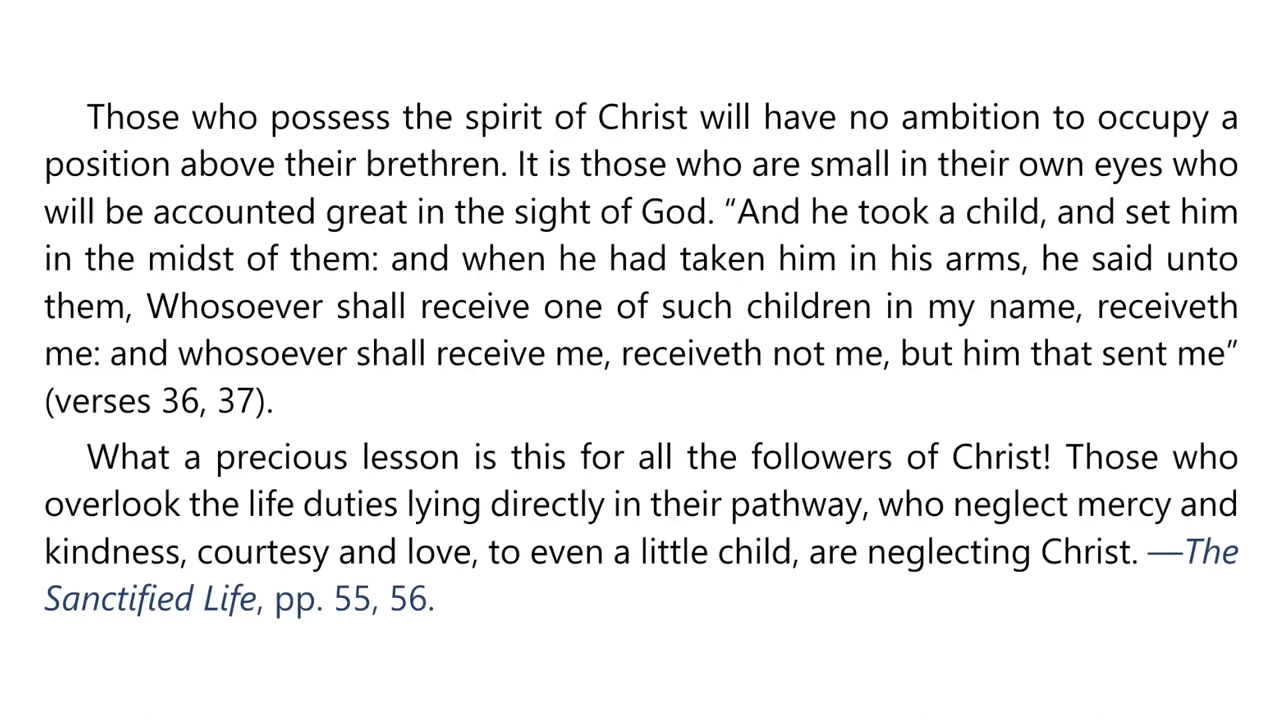 Those who possess the spirit of Christ will have no ambition to occupy a
position above their brethren. It is those who are small in their own eyes who
will be accounted great in the sight of God. “And he took a child, and set him
in the midst of them: and when he had taken him in his arms, he said unto
them, Whosoever shall receive one of such children in my name, receiveth
me: and whosoever shall receive me, receiveth not me, but him that sent me”
(verses 36, 37).
What a precious lesson is this for all the followers of Christ! Those who
overlook the life duties lying directly in their pathway, who neglect mercy and
kindness, courtesy and love, to even a little child, are neglecting Christ. —The
Sanctified Life, pp. 55, 56.